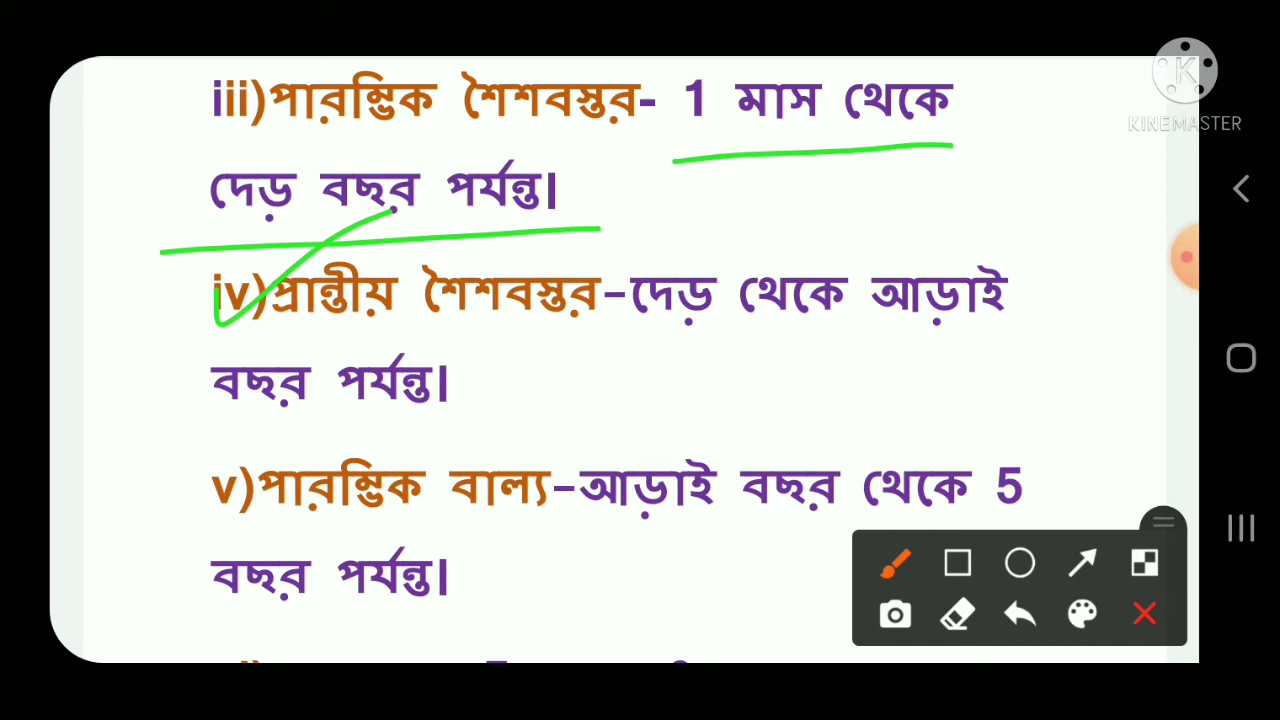 iii)পারম্ভিক শৈশবস্তর- 1 মাস থেকে
দেড় বছর পর্যন্ত।
iv)প্রান্তীয় শৈশবস্তর–দেড় থেকে আড়াই
বছর পর্যন্ত।
v)পারম্ভিক বাল্য–আড়াই বছর থেকে 5
বছর পর্যন্ত।
KINEMASTER